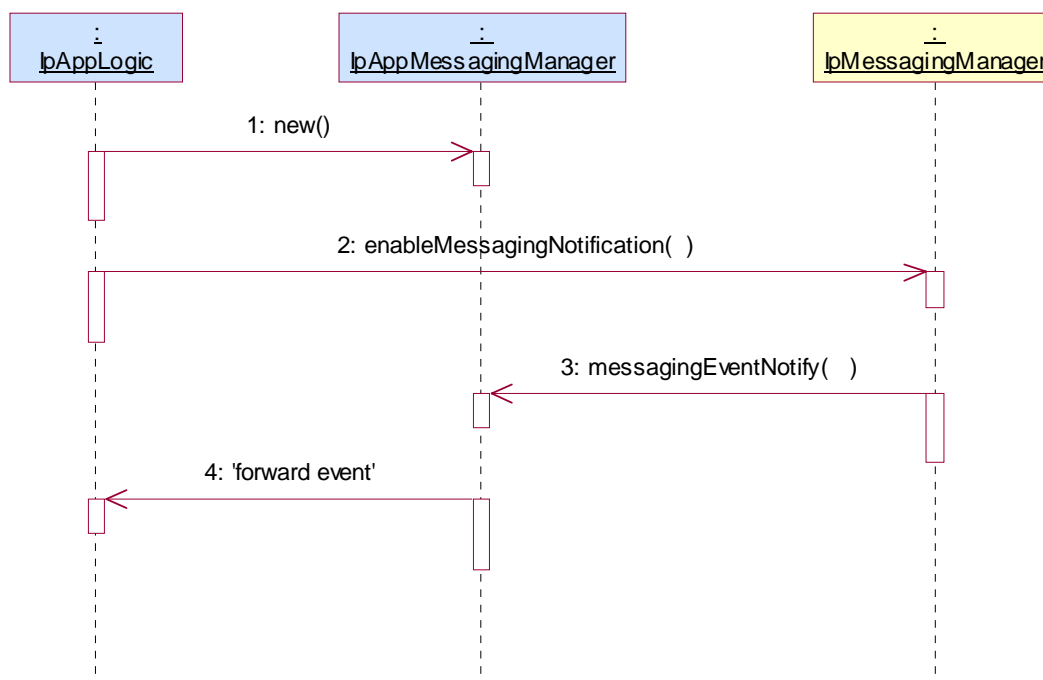 :
IpAppLogic
:
IpAppMessagingManager
:
IpMessagingManager
1: new()
2: enableMessagingNotification(  )
3: messagingEventNotify(  )
4: 'forward event'